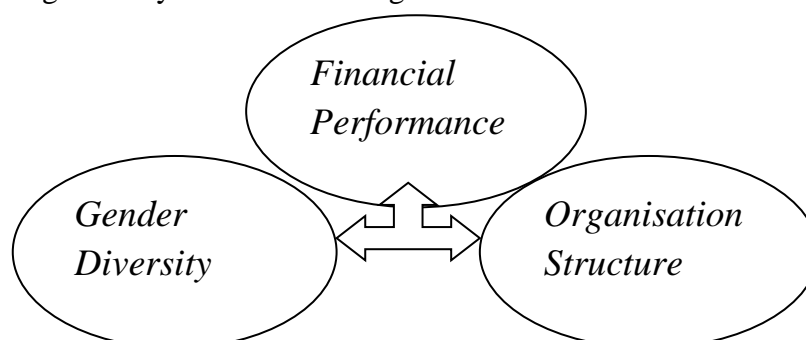 Financial
Performance
Gender
Diversity
Organisation
Structure